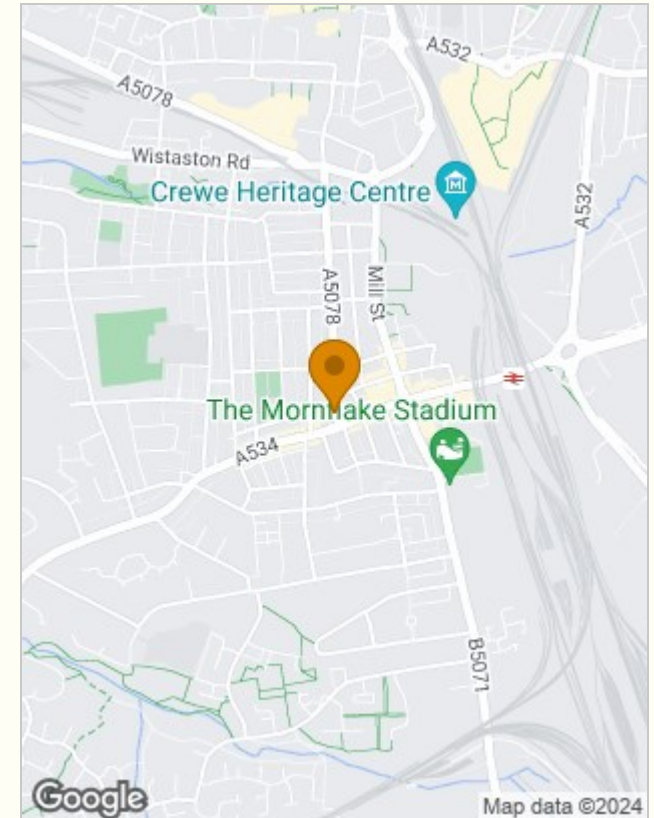 A532
A5078
Wistaston Rd
Crewe Heritage Centre
A532
A5078
Mill St
The Mornflake Stadium
A534
B5071
Google
Map data ©2024